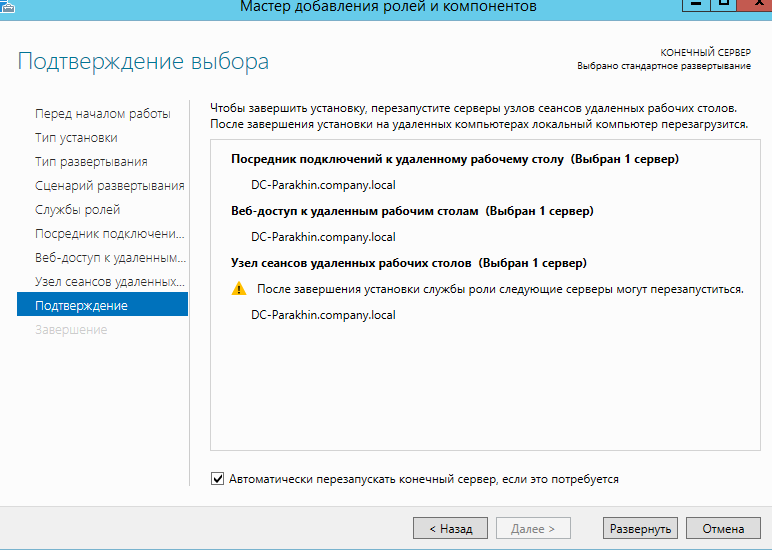 Мастер добавления ролей и компонентов
Подтверждение выбора
КОНЕЧНЫЙ СЕРВЕР
Выбрано стандартное развертывание
Перед началом работы
Тип установки
Тип развертывания
Сценарий развертывания
Службы ролей
Посредник подключени...
Веб-доступ к удаленным...
Узел сеансов удаленных...
Подтверждение
Завершение
Чтобы завершить установку, перезапустите серверы узлов сеансов удаленных рабочих столов.
После завершения установки на удаленных компьютерах локальный компьютер перезагрузится.
Посредник подключений к удаленному рабочему столу (Выбран 1 сервер)
DC-Parakhin.company.local
Веб-доступ к удаленным рабочим столам (Выбран 1 сервер)
DC-Parakhin.company.local
Узел сеансов удаленных рабочих столов (Выбран 1 сервер)
После завершения установки службы роли следующие серверы могут перезапуститься.
DC-Parakhin.company.local
Автоматически перезапускать конечный сервер, если это потребуется
< Назад
Далее >
Развернуть
Отмена